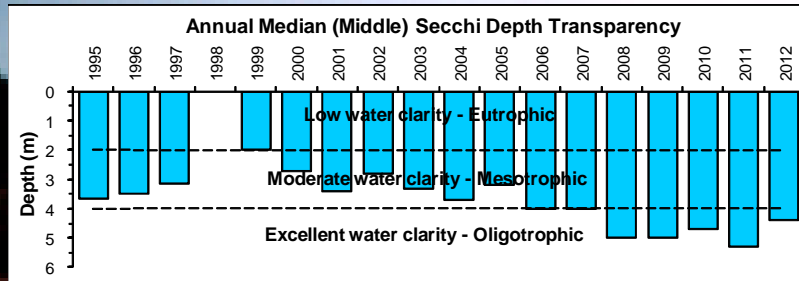 Annual Median (Middle) Secchi Depth Transparency
1995 1996 1997 1998 1999 2000 2001 2002 2003 2004 2005 2006 2007 2008 2009 2010 2011 2012
Depth (m)
0
Low water clarity - Eutrophic
1
2
Moderate water clarity - Mesotrophic
3
4
Excellent water clarity - Oligotrophic
5
6